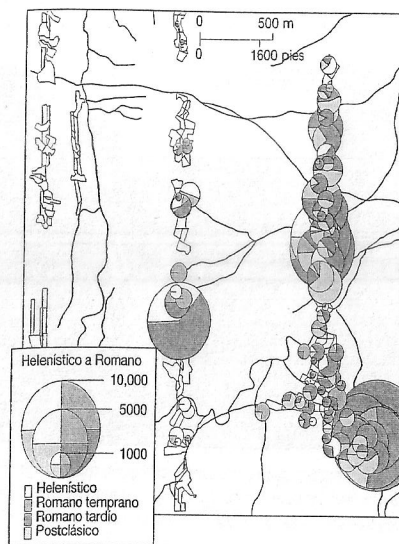 0 500 m
0 1600 pies
Helenístico a Romano
10,000
5000
1000
Helenístico
Romano temprano
Romano tardío
Postclásico